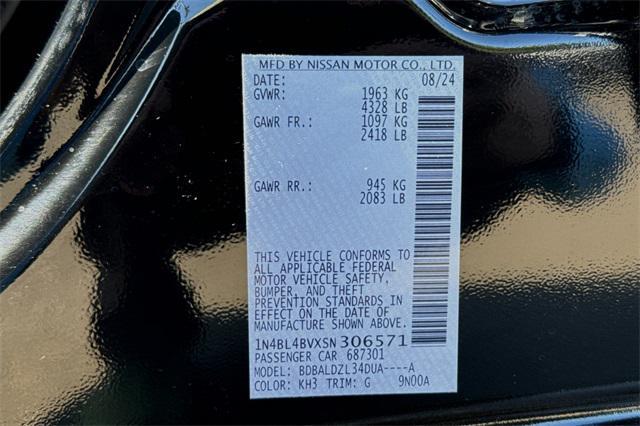 MFD BY NISSAN MOTOR CO., LTD.
DATE: 08/24
GVWR: 1963 KG
4328 LB
GAWR FR.: 1097 KG
2418 LB
GAWR RR.: 945 KG
2083 LB
THIS VEHICLE CONFORMS TO
ALL APPLICABLE FEDERAL
MOTOR VEHICLE SAFETY,
BUMPER, AND THEFT
PREVENTION STANDARDS IN
EFFECT ON THE DATE OF
MANUFACTURE SHOWN ABOVE.
1N4BL4BVXSN306571
PASSENGER CAR 687301
MODEL: BDBALDZL34DUA----A
COLOR: KH3 TRIM: G 9N00A